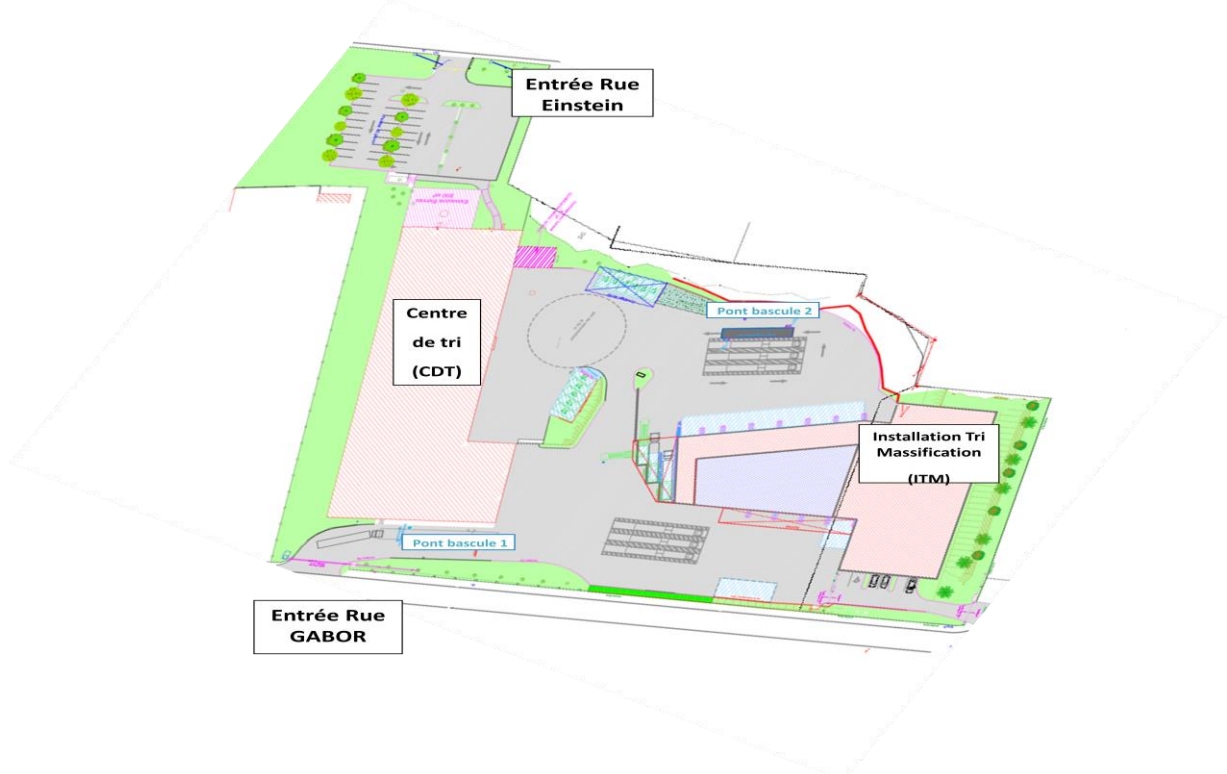 Entrée Rue
Einstein
Pont bascule 2
Centre
de tri
(CDT)
Installation Tri
Massification
(ITM)
Pont bascule 1
Entrée Rue
GABOR